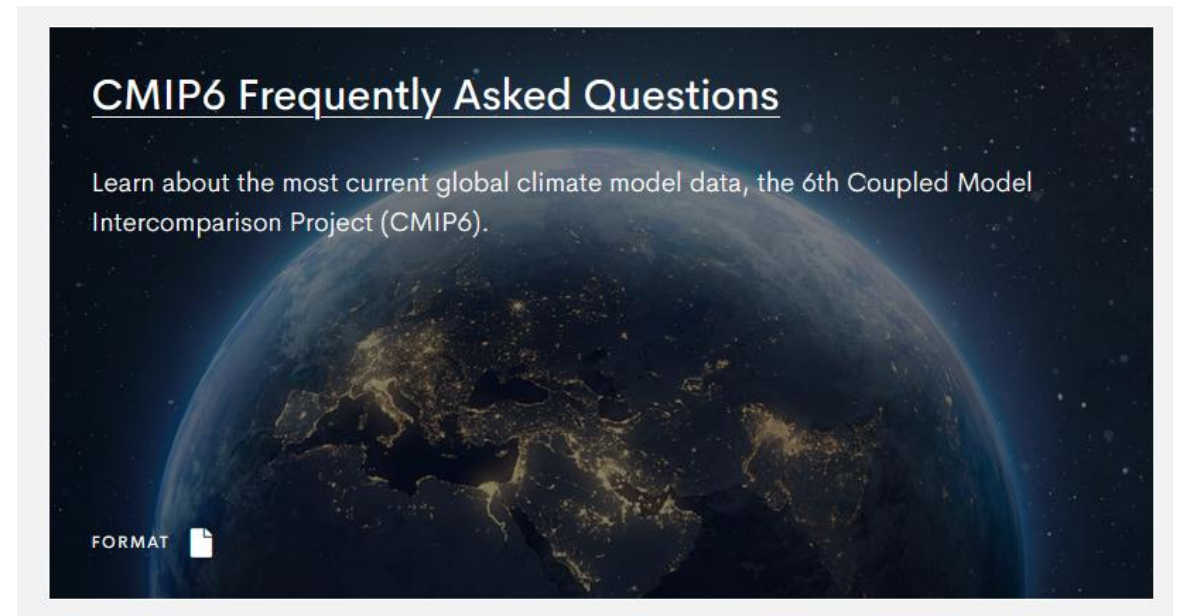 CMIP6 Frequently Asked Questions
Learn about the most current global climate model data, the 6th Coupled Model
Intercomparison Project (CMIP6).
FORMAT